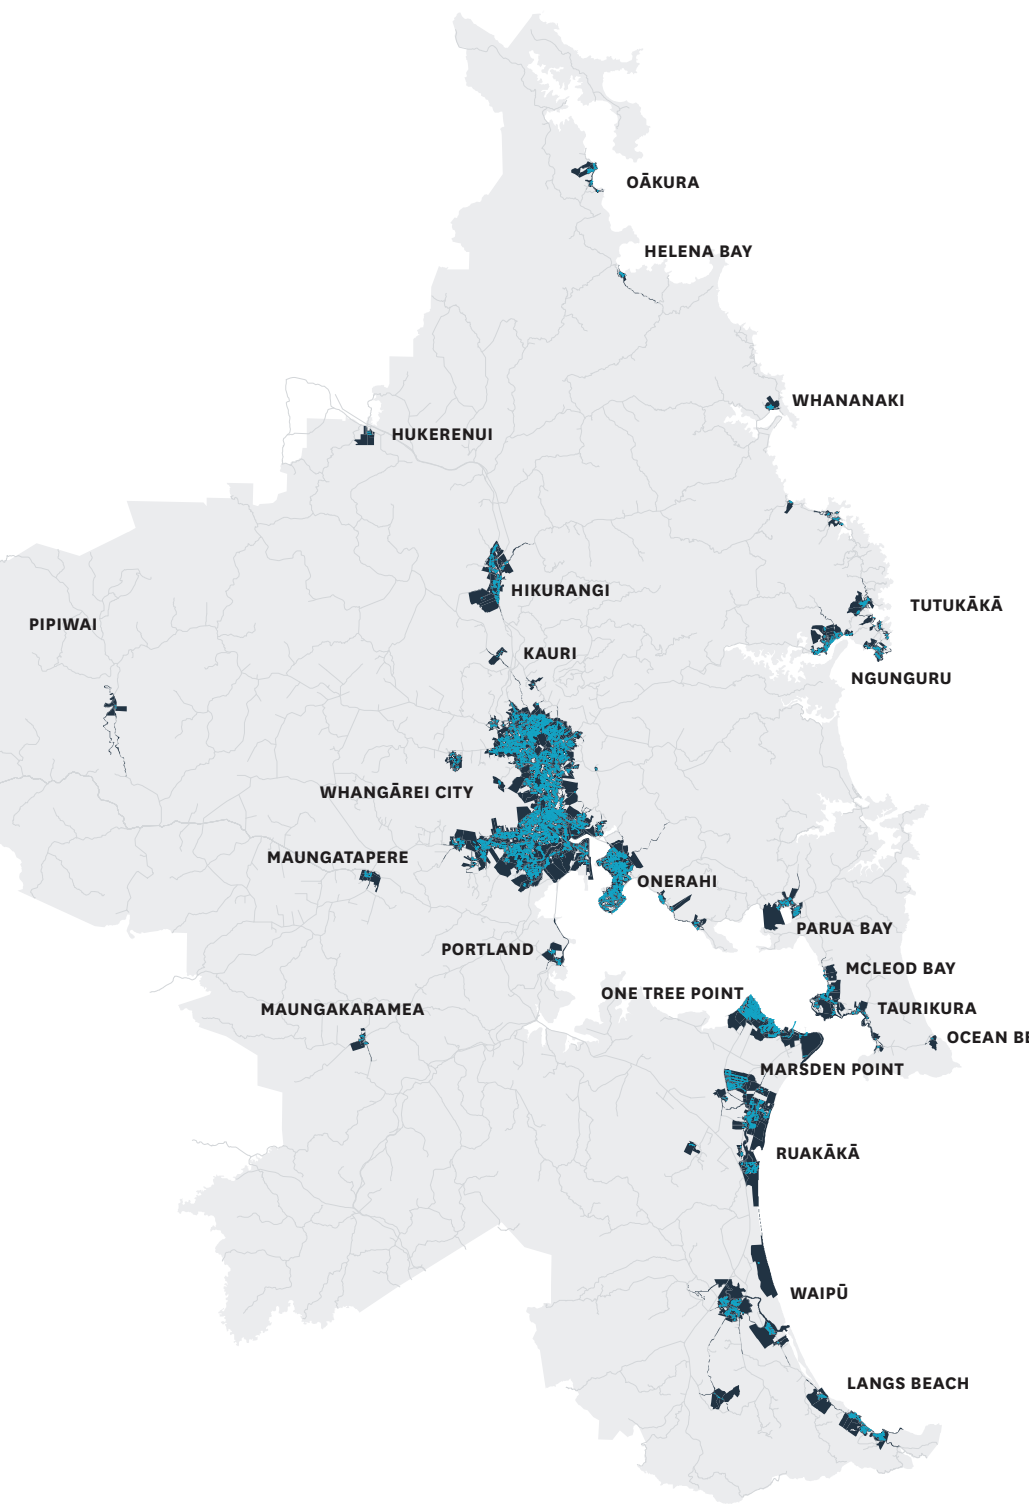 OĀKURA
HELENA BAY
WHANANAKI
HUKERENUI
HIKURANGI
TUTUKĀKĀ
PIPIWAI
KAURI
NGUNGURU
WHANGĀREI CITY
MAUNGATAPERE
ONERAHI
PARUA BAY
PORTLAND
MCLEOD BAY
ONE TREE POINT
TAURIKURA
MAUNGAKARAMEA
OCEAN BE
MARSDEN POINT
RUAKĀKĀ
WAIPŪ
LANGS BEACH